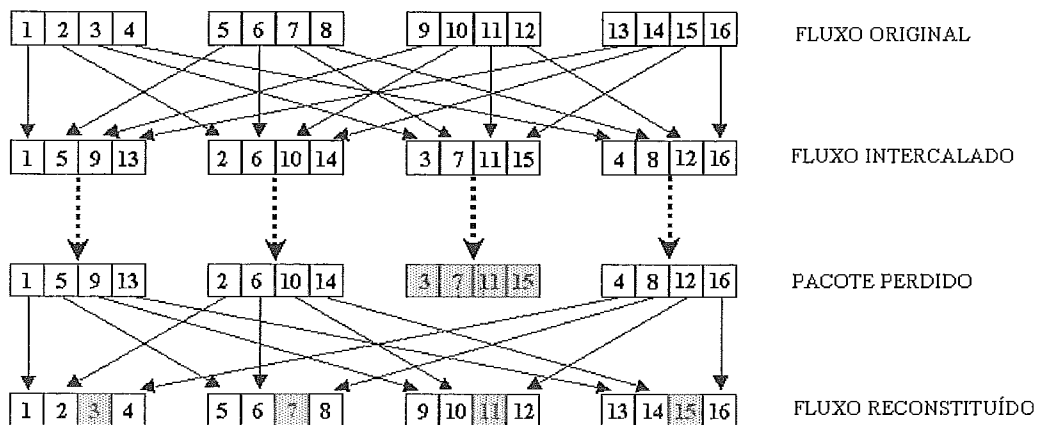 1 2 3 4 5 6 7 8 9 10 11 12 13 14 15 16 FLUXO ORIGINAL
1 5 9 13 2 6 10 14 3 7 11 15 4 8 12 16 FLUXO INTERCALADO
1 5 9 13 2 6 10 14 3 7 11 15 4 8 12 16 PACOTE PERDIDO
1 2 3 4 5 6 7 8 9 10 11 12 13 14 15 16 FLUXO RECONSTITUÍDO